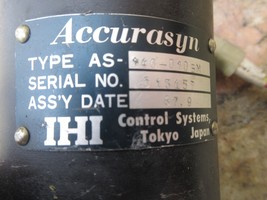 Accurasyn
TYPE AS-
SERIAL NO.
ASS'Y DATE
IHI Control Systems,
Tokyo Japan